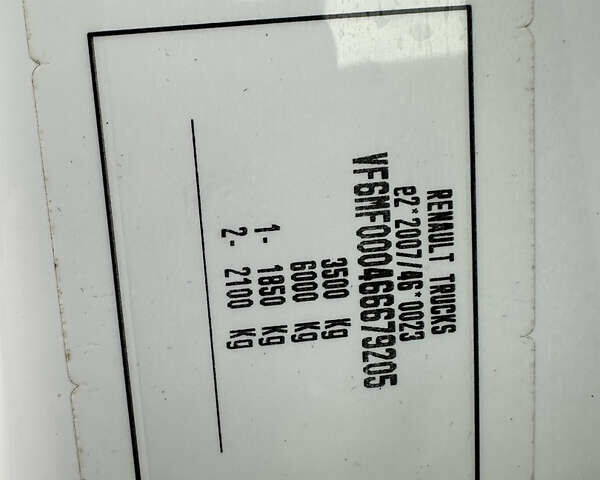 RENAULT TRUCKS
e2*2007/46*0023
VF6MF000466679205
3500 Kg
6000 Kg
1- 1850 Kg
2- 2100 Kg